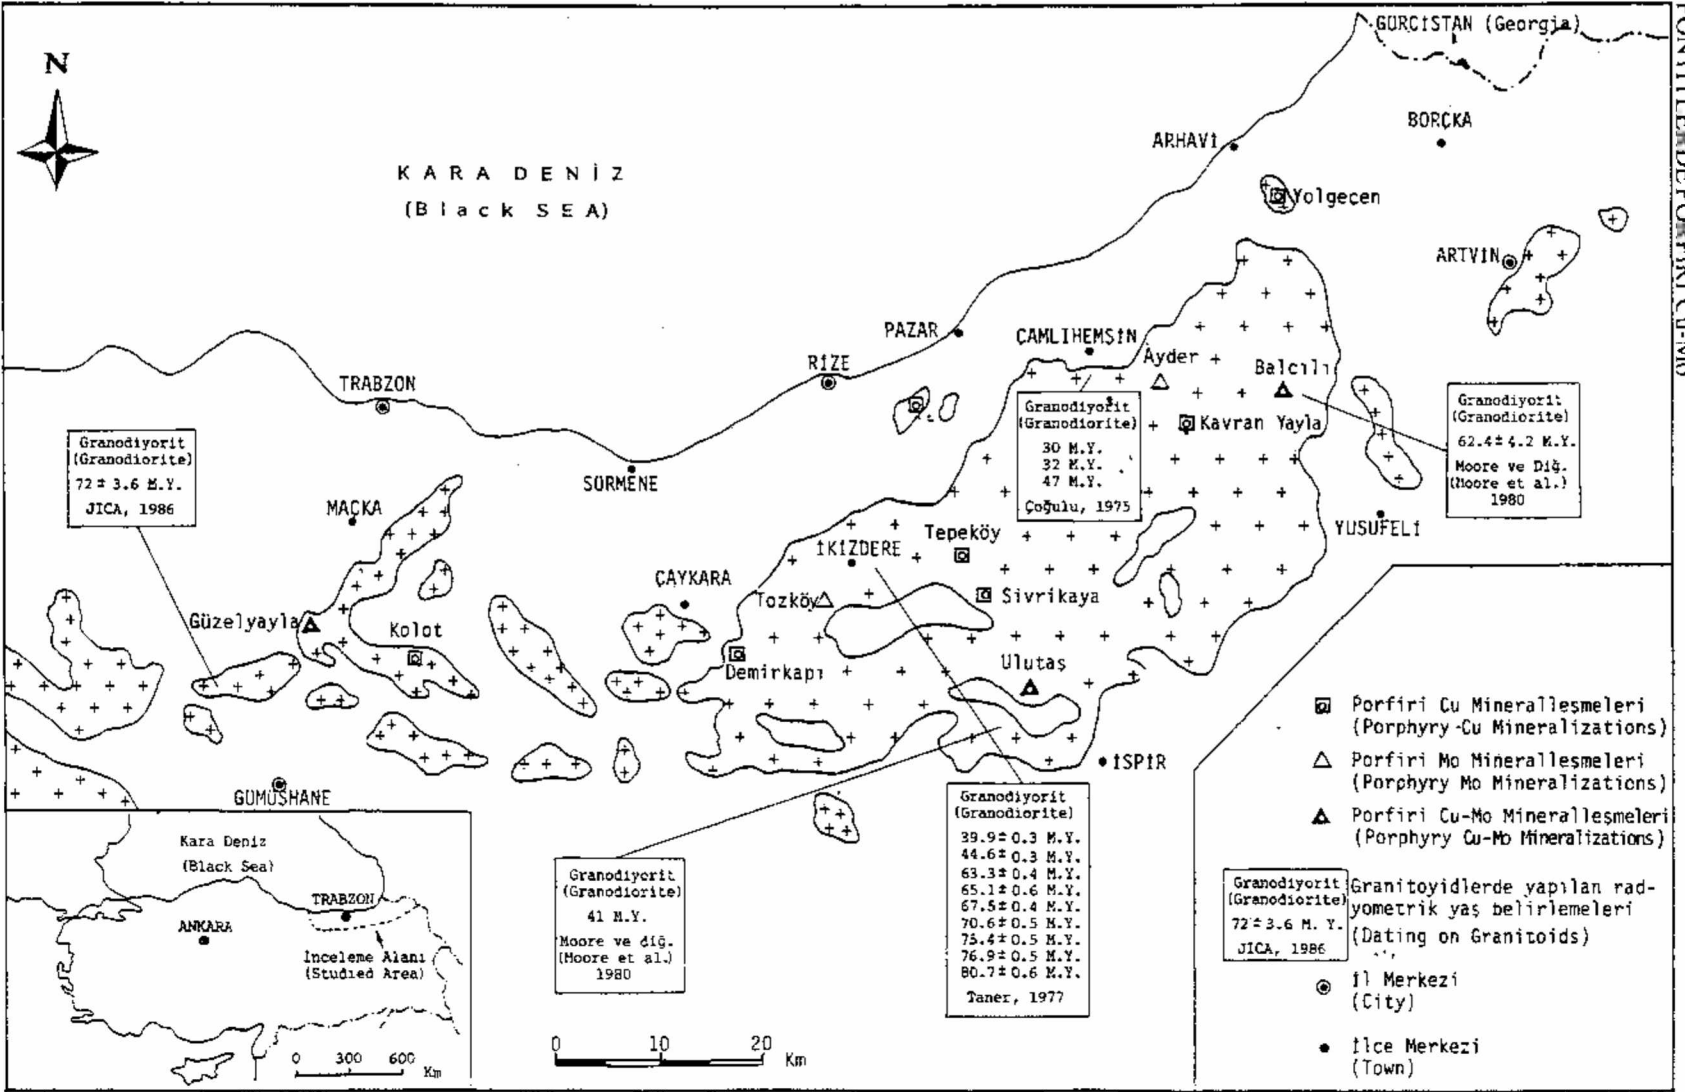 GÜRCİSTAN (Georgia)
N
BORÇKA
ARHAVİ
KARA DENİZ
(Black SEA)
Yolgeçen
ARTVİN
PAZAR
ÇAMLIHEMŞİN
RİZE
Ayder
Balcılı
TRABZON
Kavran Yayla
Granodiyorit
(Granodiorite)
30 M.Y.
32 M.Y.
47 M.Y.
Çoğulu, 1975
Granodiyorit
(Granodiorite)
62.4± 4.2 M.Y.
Moore ve Diğ.
(Moore et al.)
1980
Granodiyorit
(Granodiorite)
72 ± 3.6 M.Y.
JICA, 1986
SÜRMENE
MAÇKA
YUSUFELİ
Tepeköy
İKİZDERE
ÇAYKARA
Tozköy
Sivrikaya
Güzelyayla
Kolot
Demirkapı
Ulutaş
İSPİR
GÜMÜŞHANE
Granodiyorit
(Granodiorite)
39.9± 0.3 M.Y.
44.6± 0.3 M.Y.
63.3± 0.4 M.Y.
65.1± 0.6 M.Y.
67.5± 0.4 M.Y.
70.6± 0.5 M.Y.
75.4± 0.5 M.Y.
76.9± 0.5 M.Y.
80.7± 0.6 M.Y.
Taner, 1977
Granodiyorit
(Granodiorite)
41 M.Y.
Moore ve diğ.
(Moore et al.)
1980
Kara Deniz
(Black Sea)
TRABZON
ANKARA
İnceleme Alanı
(Studied Area)
0 300 600
Km
0 10 20
Km
Porfiri Cu Mineralleşmeleri
(Porphyry-Cu Mineralizations)
Porfiri Mo Mineralleşmeleri
(Porphyry Mo Mineralizations)
Porfiri Cu-Mo Mineralleşmeleri
(Porphyry Cu-Mo Mineralizations)
Granodiyorit
(Granodiorite)
72 ± 3.6 M. Y.
JICA, 1986
Granitoyidlerde yapılan rad-
yometrik yaş belirlemeleri
(Dating on Granitoids)
İl Merkezi
(City)
İlce Merkezi
(Town)